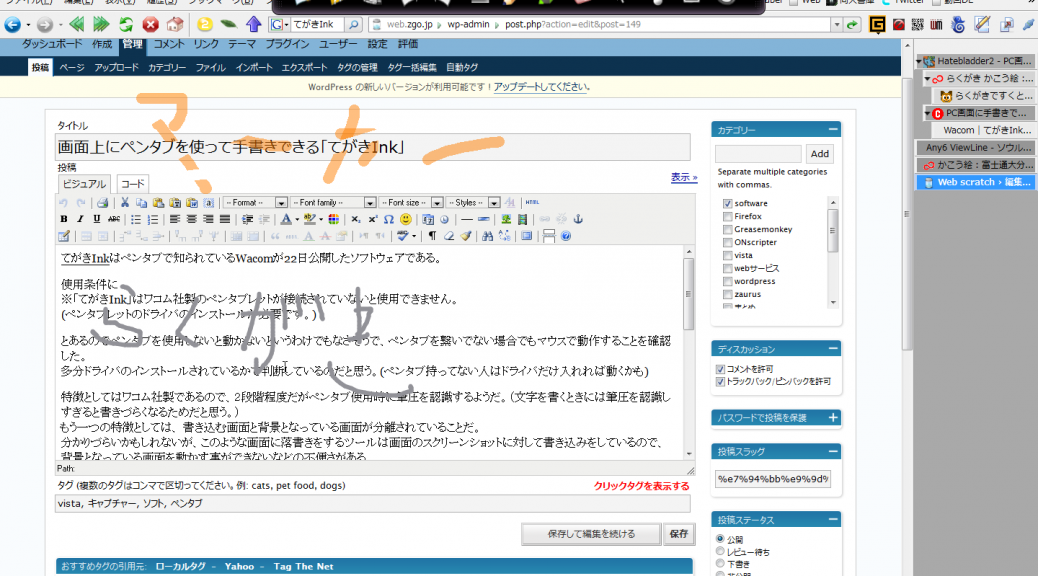 web.zgo.jp ▸ wp-admin ▸ post.php?action=edit&post=149
てがきInk
ダッシュボード 作成 管理 コメント リンク テーマ プラグイン ユーザー 設定 評価
投稿 ページ アップロード カテゴリー ファイル インポート エクスポート タグの管理 タグ一括編集 自動タグ
WordPress の新しいバージョンが利用可能です！アップデートしてください。
タイトル
画面上にペンタブを使って手書きできる「てがきInk」
投稿
ビジュアル コード
表示 »
-- Format -- -- Font family -- -- Font size -- -- Styles --
てがきInkはペンタブで知られているWacomが22日公開したソフトウェアである。
使用条件に
※「てがきInk」はワコム社製のペンタブレットが接続されていないと使用できません。
(ペンタブレットのドライバのインストールが必要です。)
とあるのでペンタブを使用しないと動かないというわけでもなさそうで、ペンタブを繋いでない場合でもマウスで動作することを確認した。
多分ドライバのインストールされているかで判断しているのだと思う。(ペンタブ持ってない人はドライバだけ入れれば動くかも)
特徴としてはワコム社製であるので、2段階程度だがペンタブ使用時に筆圧を認識するようだ。(文字を書くときには筆圧を認識しすぎると書きづらくなるためだと思う。)
もう一つの特徴としては、書き込む画面と背景となっている画面が分離されていることだ。
分かりづらいかもしれないが、このような画面に落書きをするツールは画面のスクリーンショットに対して書き込みをしているので、
背景となっている画面を動かす事ができないなどの不便さがある
らくがき
Path:
タグ (複数のタグはコンマで区切ってください。例: cats, pet food, dogs)
クリックタグを表示する
vista, キャプチャー, ソフト, ペンタブ
保存して編集を続ける 保存
おすすめタグの引用元: ローカルタグ - Yahoo - Tag The Net
カテゴリー
Add
Separate multiple categories
with commas.
software
Firefox
Greasemonkey
ONscripter
vista
webサービス
wordpress
zaurus
まとめ
ディスカッション
コメントを許可
トラックバック/ピンバックを許可
パスワードで投稿を保護
投稿スラッグ
%e7%94%bb%e9%9d%
投稿ステータス
公開
レビュー待ち
下書き
非公開
Hatebladder2 - PC画...
らくがき かこう絵 :...
らくがきですくと...
PC画面に手書きで...
Wacom | てがきInk...
Any6 ViewLine - ソウル...
かこう絵 : 富士通大分...
Web scratch › 編集...